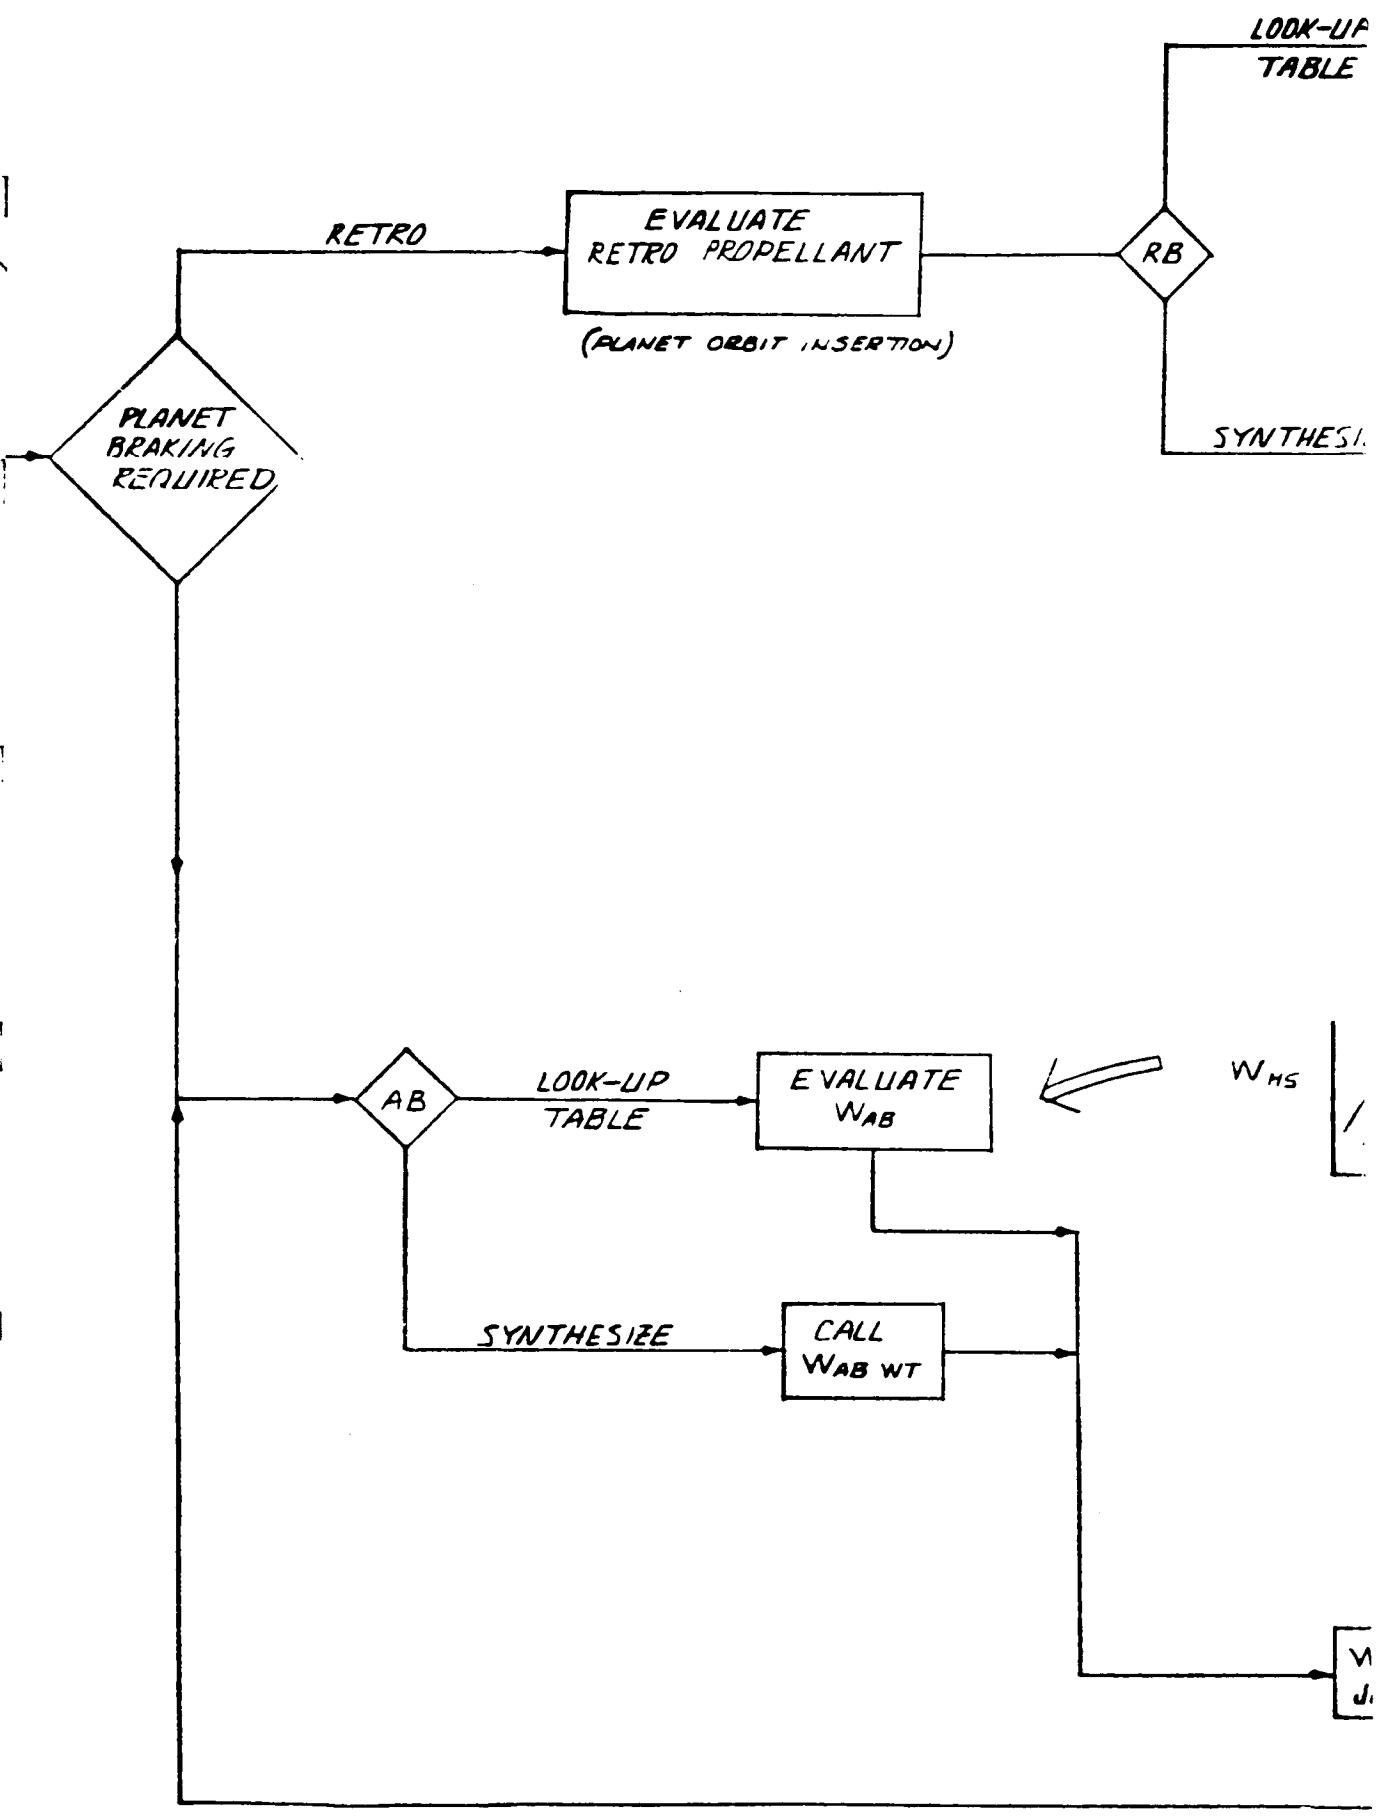 LOOK-UP
TABLE
RETRO
EVALUATE
RETRO PROPELLANT
RB
(PLANET ORBIT INSERTION)
PLANET
BRAKING
REQUIRED
SYNTHESI
LOOK-UP
TABLE
AB
EVALUATE
WAB
WHS
SYNTHESIZE
CALL
WAB WT